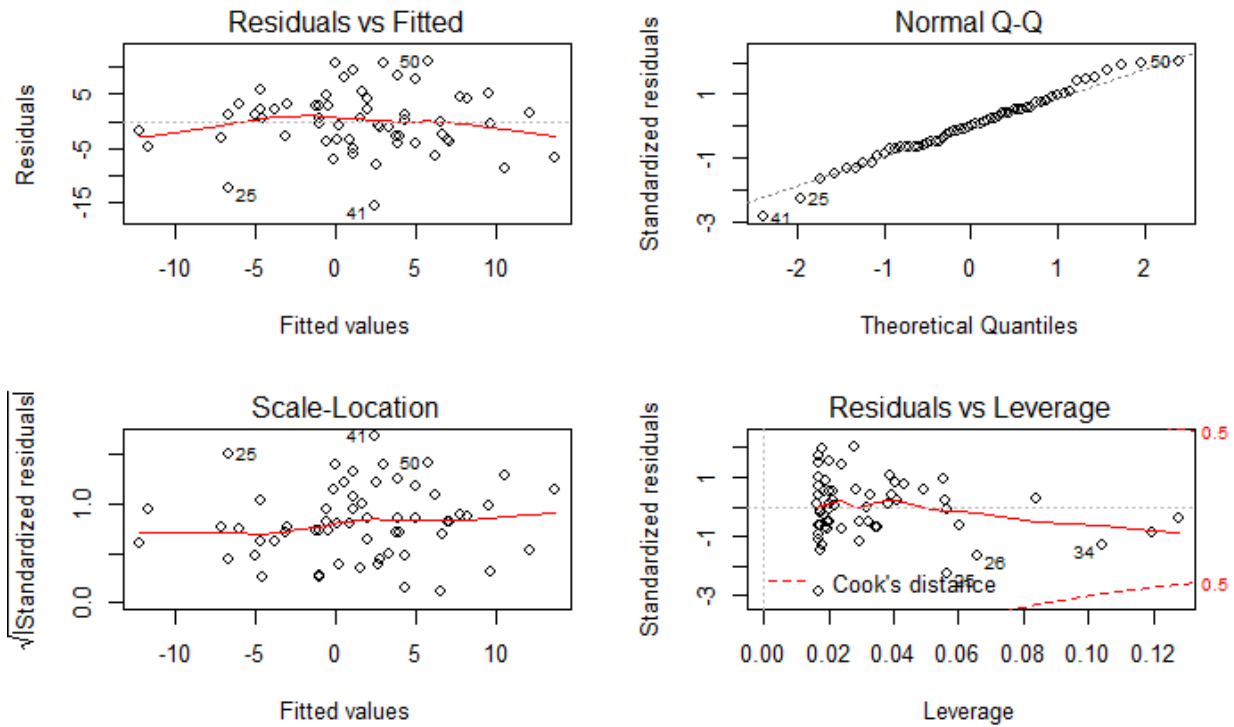 Residuals vs Fitted
Residuals
5
-5
-15
50
25
41
-10 -5 0 5 10
Fitted values
Normal Q-Q
Standardized residuals
1
-1
-3
50
25
41
-2 -1 0 1 2
Theoretical Quantiles
Scale-Location
√|Standardized residuals|
1.0
0.0
41
25
50
-10 -5 0 5 10
Fitted values
Residuals vs Leverage
Standardized residuals
1
-1
-3
0.5
34
26
25
Cook's distance
0.5
0.00 0.02 0.04 0.06 0.08 0.10 0.12
Leverage